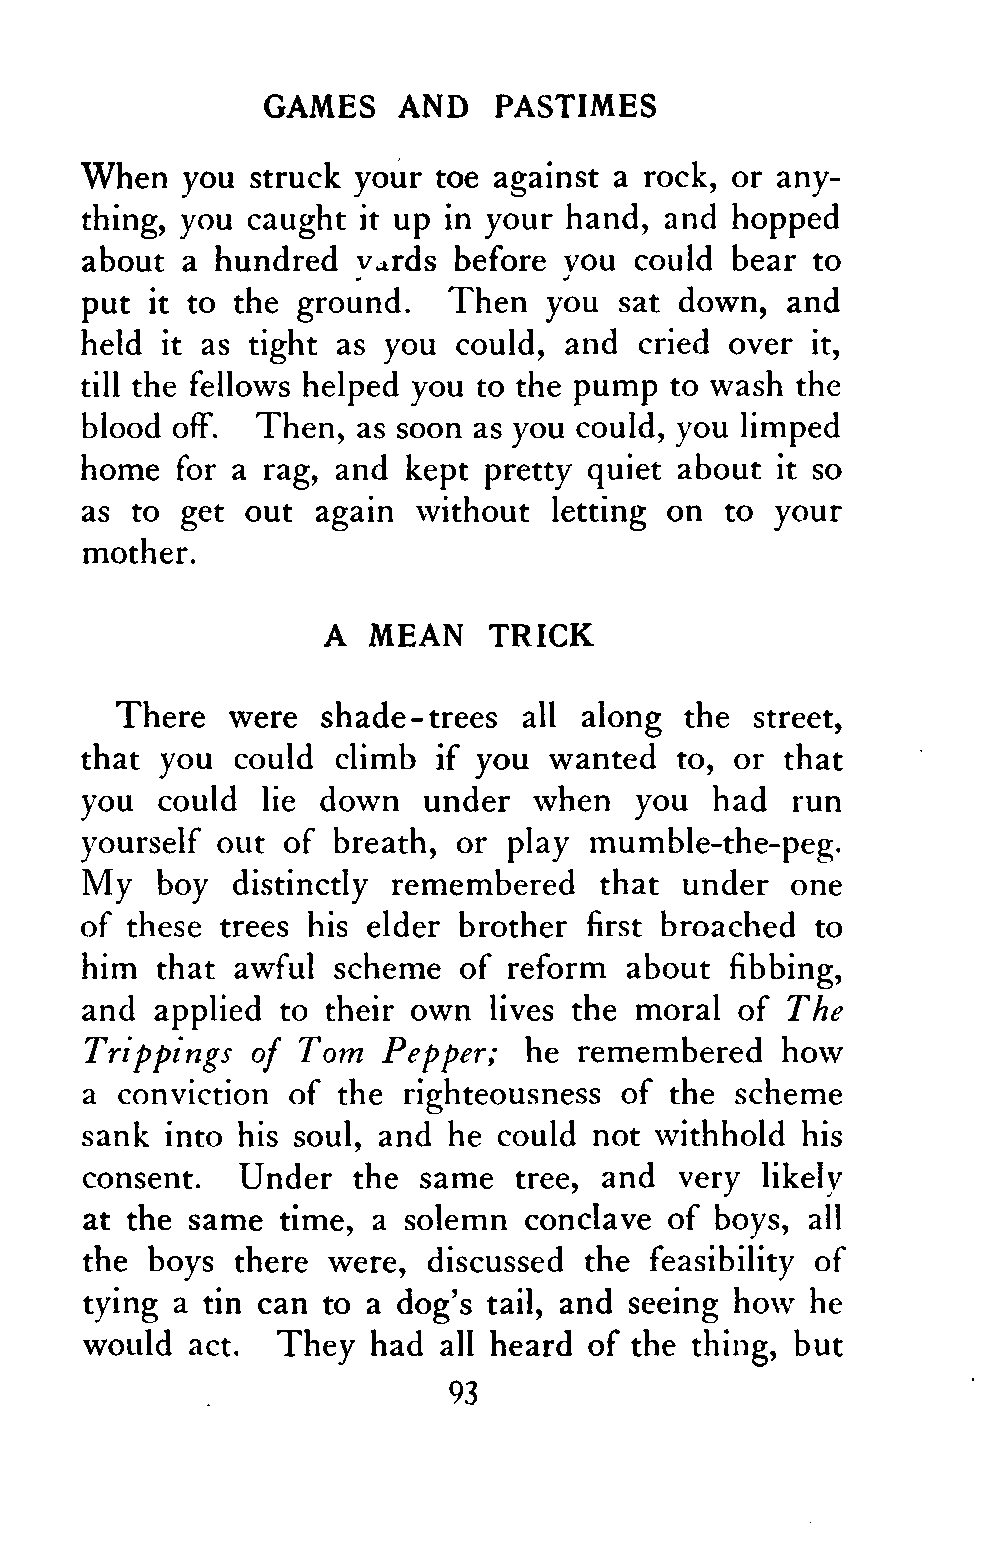 GAMES AND PASTIMES
When you struck your toe against a rock, or any-
thing, you caught it up in your hand, and hopped
about a hundred yards before you could bear to
put it to the ground. Then you sat down, and
held it as tight as you could, and cried over it,
till the fellows helped you to the pump to wash the
blood off. Then, as soon as you could, you limped
home for a rag, and kept pretty quiet about it so
as to get out again without letting on to your
mother.
A MEAN TRICK
There were shade-trees all along the street,
that you could climb if you wanted to, or that
you could lie down under when you had run
yourself out of breath, or play mumble-the-peg.
My boy distinctly remembered that under one
of these trees his elder brother first broached to
him that awful scheme of reform about fibbing,
and applied to their own lives the moral of The
Trippings of Tom Pepper; he remembered how
a conviction of the righteousness of the scheme
sank into his soul, and he could not withhold his
consent. Under the same tree, and very likely
at the same time, a solemn conclave of boys, all
the boys there were, discussed the feasibility of
tying a tin can to a dog's tail, and seeing how he
would act. They had all heard of the thing, but
93